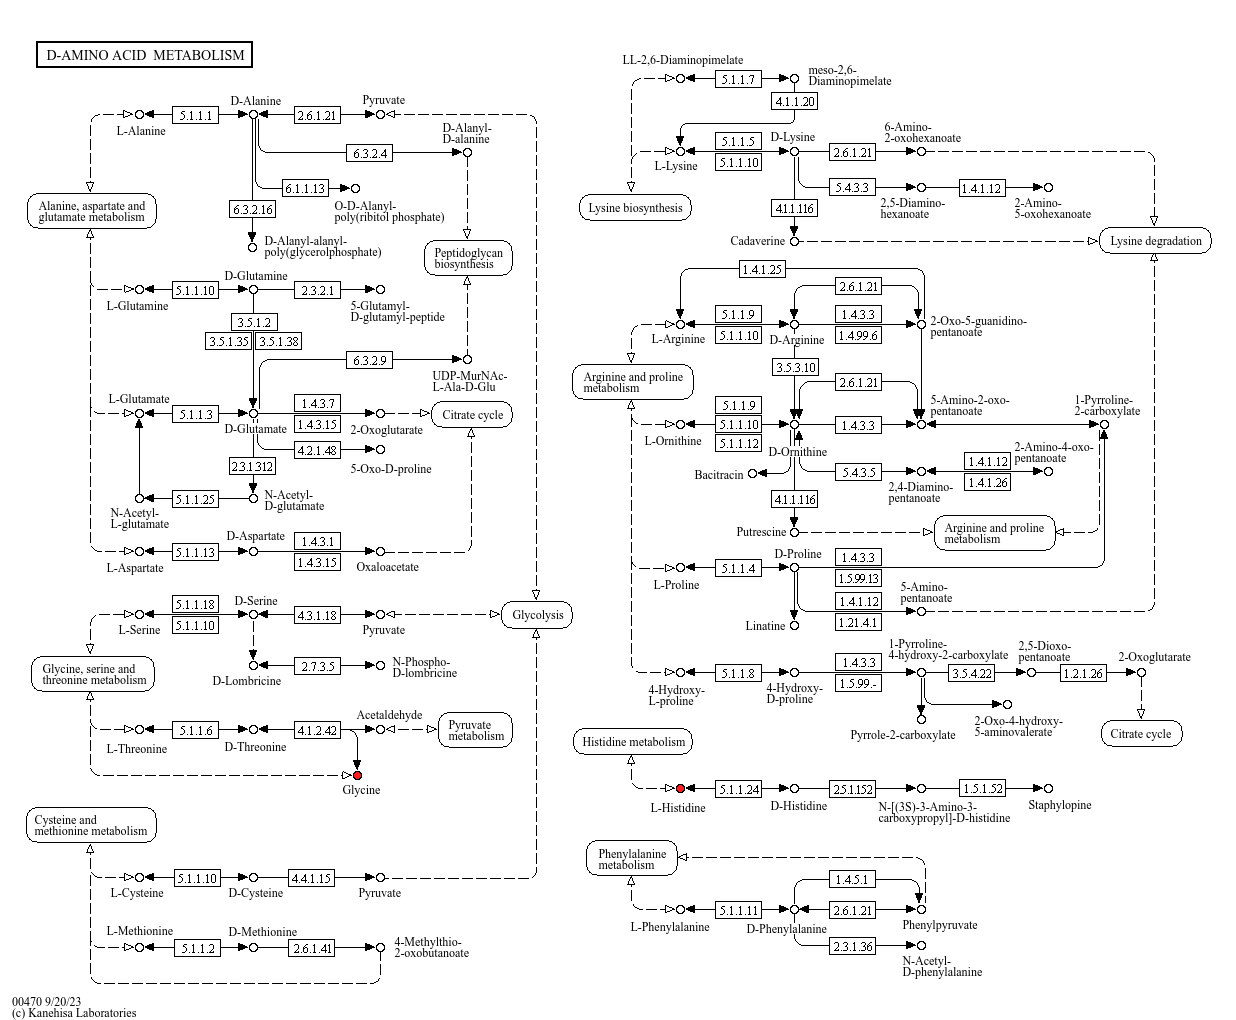 D-AMINO ACID METABOLISM
D-Alanine
Pyruvate
5.1.1.1
2.6.1.21
L-Alanine
D-Alanyl-
D-alanine
6.3.2.4
6.1.1.13
Alanine, aspartate and
glutamate metabolism
6.3.2.16
O-D-Alanyl-
poly(ribitol phosphate)
D-Alanyl-alanyl-
poly(glycerolphosphate)
Peptidoglycan
biosynthesis
D-Glutamine
5.1.1.10
2.3.2.1
L-Glutamine
5-Glutamyl-
D-glutamyl-peptide
3.5.1.2
3.5.1.35
3.5.1.38
6.3.2.9
UDP-MurNAc-
L-Ala-D-Glu
L-Glutamate
5.1.1.3
1.4.3.7
1.4.3.15
Citrate cycle
D-Glutamate
2-Oxoglutarate
4.2.1.48
2.3.1.312
5-Oxo-D-proline
5.1.1.25
N-Acetyl-
D-glutamate
N-Acetyl-
L-glutamate
D-Aspartate
5.1.1.13
1.4.3.1
1.4.3.15
L-Aspartate
Oxaloacetate
5.1.1.18
5.1.1.10
D-Serine
4.3.1.18
Glycolysis
L-Serine
Pyruvate
Glycine, serine and
threonine metabolism
D-Lombricine
2.7.3.5
N-Phospho-
D-lombricine
Acetaldehyde
5.1.1.6
4.1.2.42
Pyruvate
metabolism
L-Threonine
D-Threonine
Glycine
Cysteine and
methionine metabolism
5.1.1.10
4.4.1.15
L-Cysteine
D-Cysteine
Pyruvate
L-Methionine
D-Methionine
5.1.1.2
2.6.1.41
4-Methylthio-
2-oxobutanoate
00470 9/20/23
(c) Kanehisa Laboratories
LL-2,6-Diaminopimelate
5.1.1.7
meso-2,6-
Diaminopimelate
4.1.1.20
5.1.1.5
5.1.1.10
D-Lysine
2.6.1.21
6-Amino-
2-oxohexanoate
L-Lysine
5.4.3.3
1.4.1.12
Lysine biosynthesis
4.1.1.116
2,5-Diamino-
hexanoate
2-Amino-
5-oxohexanoate
Cadaverine
Lysine degradation
1.4.1.25
2.6.1.21
5.1.1.9
5.1.1.10
1.4.3.3
1.4.99.6
L-Arginine
D-Arginine
2-Oxo-5-guanidino-
pentanoate
3.5.3.10
Arginine and proline
metabolism
2.6.1.21
5.1.1.9
5.1.1.10
5.1.1.12
5-Amino-2-oxo-
pentanoate
1-Pyrroline-
2-carboxylate
1.4.3.3
L-Ornithine
D-Ornithine
Bacitracin
5.4.3.5
1.4.1.12
1.4.1.26
2-Amino-4-oxo-
pentanoate
2,4-Diamino-
pentanoate
4.1.1.116
Putrescine
Arginine and proline
metabolism
D-Proline
5.1.1.4
1.4.3.3
1.5.99.13
L-Proline
1.4.1.12
1.21.4.1
5-Amino-
pentanoate
Linatine
1-Pyrroline-
4-hydroxy-2-carboxylate
2,5-Dioxo-
pentanoate
2-Oxoglutarate
5.1.1.8
1.4.3.3
1.5.99.-
3.5.4.22
1.2.1.26
4-Hydroxy-
L-proline
4-Hydroxy-
D-proline
2-Oxo-4-hydroxy-
5-aminovalerate
Pyrrole-2-carboxylate
Citrate cycle
Histidine metabolism
5.1.1.24
2.5.1.152
1.5.1.52
L-Histidine
D-Histidine
N-[(3S)-3-Amino-3-
carboxypropyl]-D-histidine
Staphylopine
Phenylalanine
metabolism
1.4.5.1
5.1.1.11
2.6.1.21
L-Phenylalanine
D-Phenylalanine
Phenylpyruvate
2.3.1.36
N-Acetyl-
D-phenylalanine